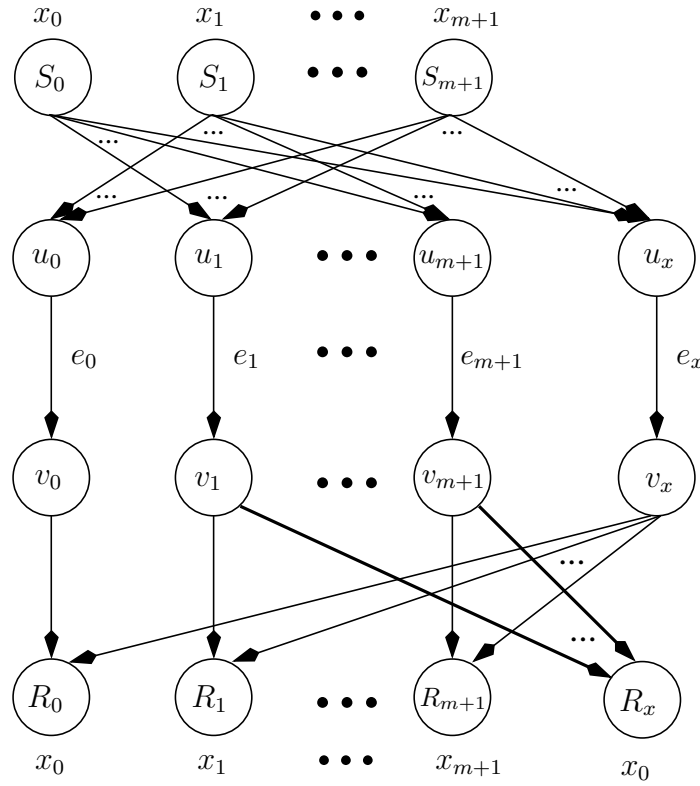 x_0 x_1 ••• x_{m+1}
S_0 S_1 ••• S_{m+1}
... ... ...
... ... ... ...
u_0 u_1 ••• u_{m+1} u_x
e_0 e_1 ••• e_{m+1} e_x
v_0 v_1 ••• v_{m+1} v_x
...
...
R_0 R_1 ••• R_{m+1} R_x
x_0 x_1 ••• x_{m+1} x_0